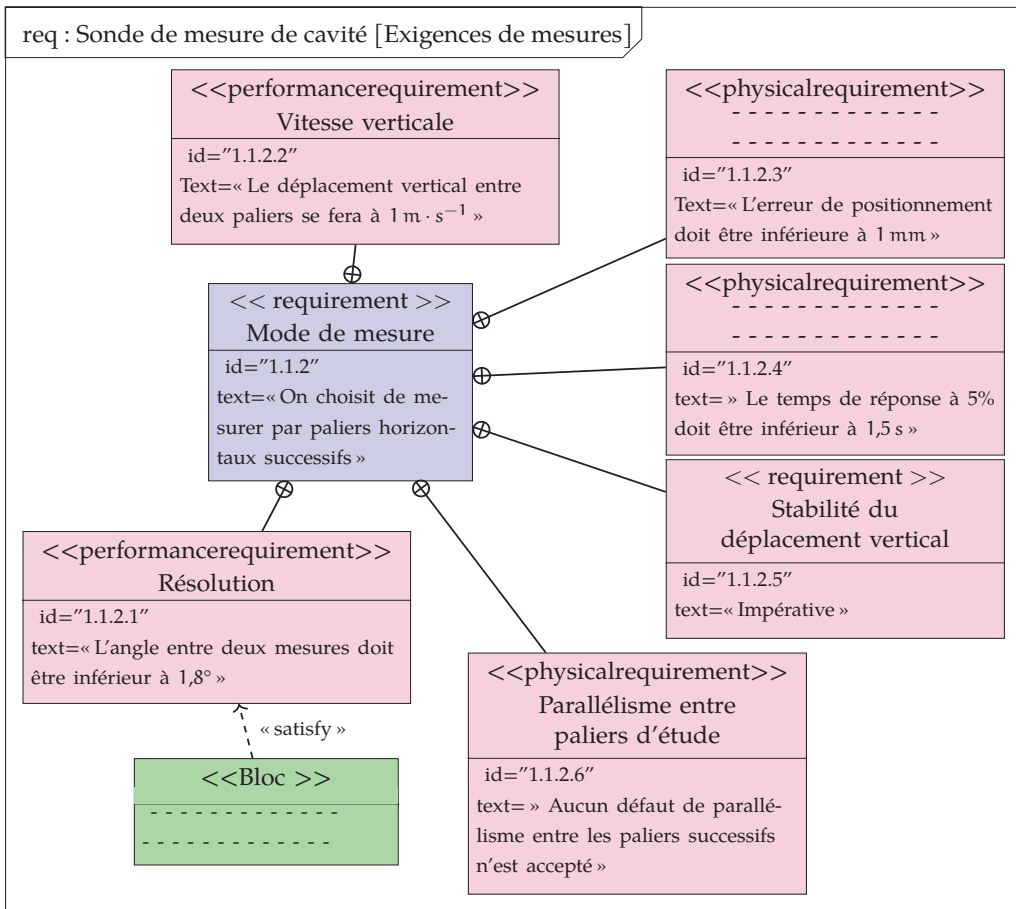 req : Sonde de mesure de cavité [Exigences de mesures]
<<performancerequirement>>
Vitesse verticale
id="1.1.2.2"
Text=« Le déplacement vertical entre
deux paliers se fera à 1 m · s⁻¹ »
<<physicalrequirement>>
- - - - - - - - - - - - -
- - - - - - - - - - - - -
id="1.1.2.3"
Text=« L'erreur de positionnement
doit être inférieure à 1 mm »
<< requirement >>
Mode de mesure
id="1.1.2"
text=« On choisit de me-
surer par paliers horizon-
taux successifs »
<<physicalrequirement>>
- - - - - - - - - - - - -
- - - - - - - - - - - - -
id="1.1.2.4"
text= » Le temps de réponse à 5%
doit être inférieur à 1,5 s »
<< requirement >>
Stabilité du
déplacement vertical
id="1.1.2.5"
text=« Impérative »
<<performancerequirement>>
Résolution
id="1.1.2.1"
text=« L'angle entre deux mesures doit
être inférieur à 1,8° »
« satisfy »
<<Bloc >>
- - - - - - - - - - - - -
- - - - - - - - - - - - -
<<physicalrequirement>>
Parallélisme entre
paliers d'étude
id="1.1.2.6"
text= » Aucun défaut de parallé-
lisme entre les paliers successifs
n'est accepté »